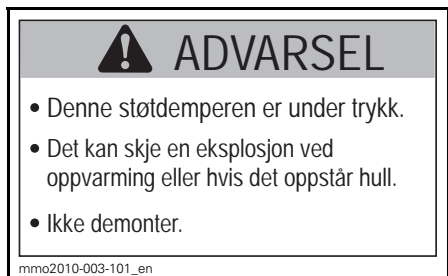 ADVARSEL
• Denne støtdemperen er under trykk.
• Det kan skje en eksplosjon ved
oppvarming eller hvis det oppstår hull.
• Ikke demonter.
mmo2010-003-101_en